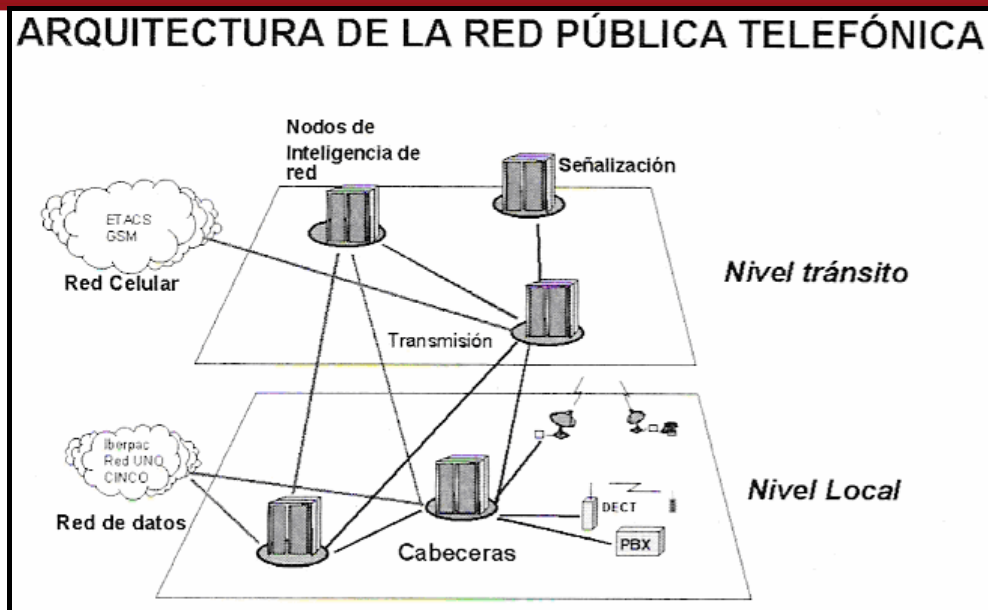 ARQUITECTURA DE LA RED PÚBLICA TELEFÓNICA
Nodos de
Inteligencia de
red
Señalización
ETACS
GSM
Red Celular
Nivel tránsito
Transmisión
Iberpac
Red UNO
CINCO
Red de datos
Nivel Local
DECT
PBX
Cabeceras